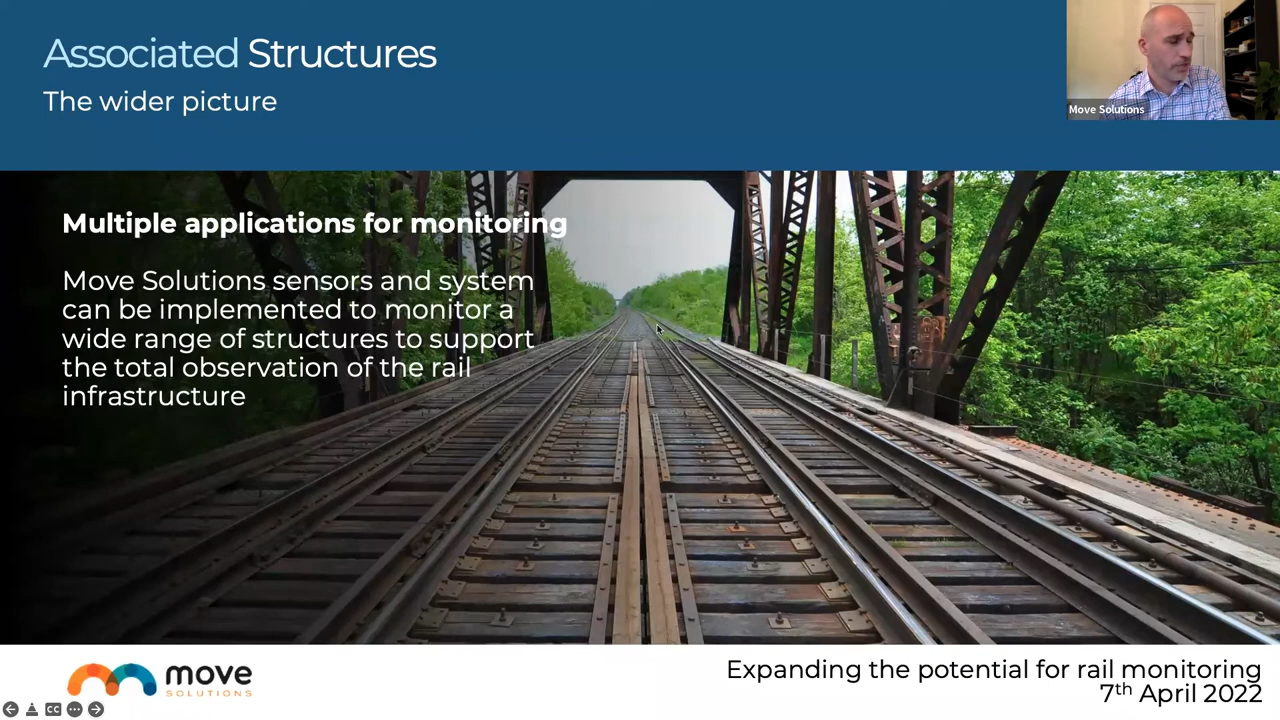 Associated Structures
The wider picture
Move Solutions
Multiple applications for monitoring
Move Solutions sensors and system
can be implemented to monitor a
wide range of structures to support
the total observation of the rail
infrastructure
move
SOLUTIONS
CC
Expanding the potential for rail monitoring
7th April 2022